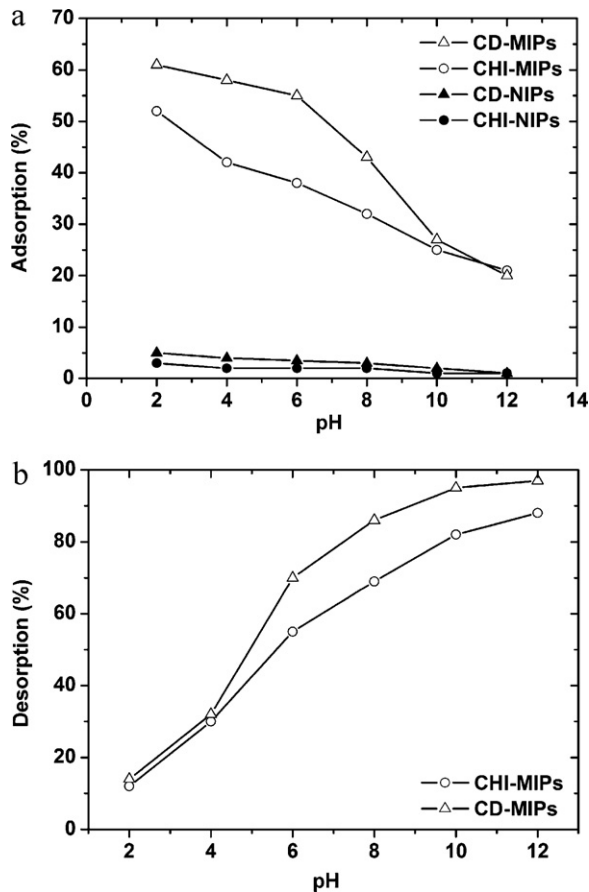 a
70
60
50
40
30
20
10
0
Adsorption (%)
CD-MIPs
CHI-MIPs
CD-NIPs
CHI-NIPs
0 2 4 6 8 10 12 14
pH
b
100
80
60
40
20
0
Desorption (%)
CHI-MIPs
CD-MIPs
2 4 6 8 10 12
pH